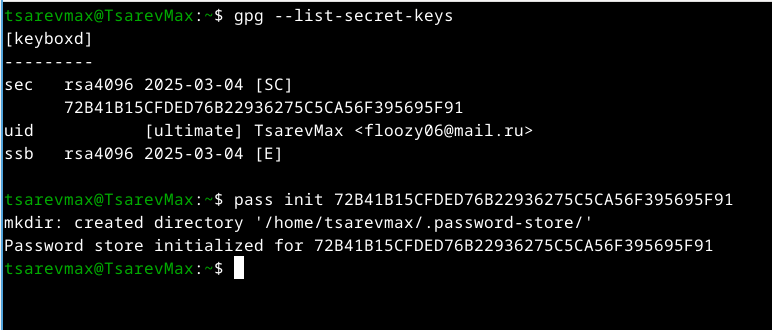 tsarevmax@TsarevMax:~$ gpg --list-secret-keys
[keyboxd]
---------
sec   rsa4096 2025-03-04 [SC]
      72B41B15CFDED76B22936275C5CA56F395695F91
uid           [ultimate] TsarevMax <floozy06@mail.ru>
ssb   rsa4096 2025-03-04 [E]

tsarevmax@TsarevMax:~$ pass init 72B41B15CFDED76B22936275C5CA56F395695F91
mkdir: created directory '/home/tsarevmax/.password-store/'
Password store initialized for 72B41B15CFDED76B22936275C5CA56F395695F91
tsarevmax@TsarevMax:~$